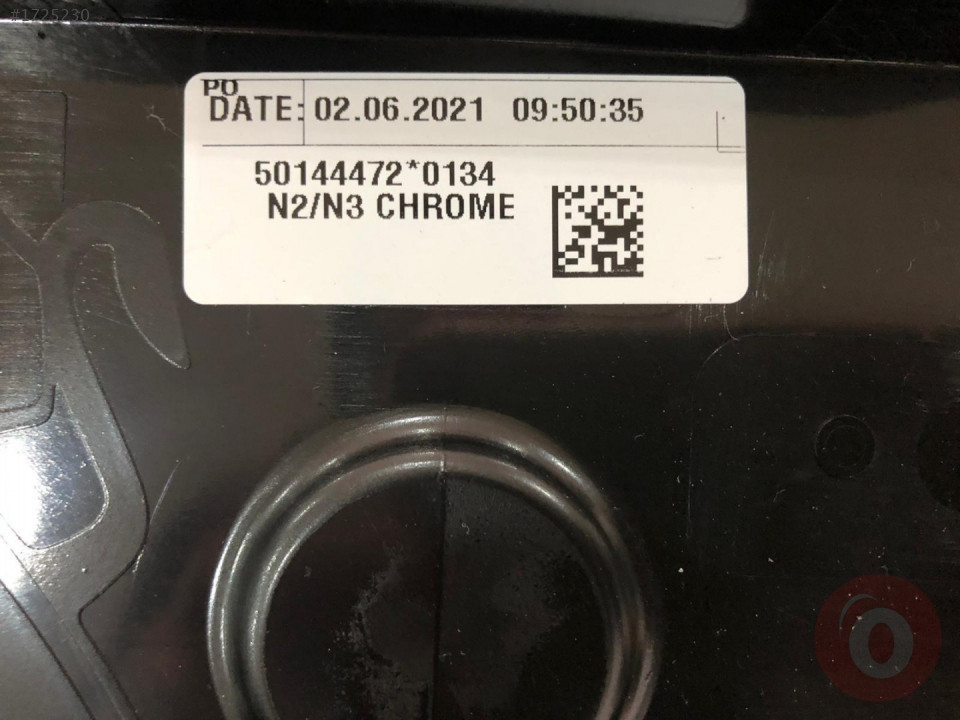 #1725230
PO
DATE: 02.06.2021 09:50:35
50144472*0134
N2/N3 CHROME
O